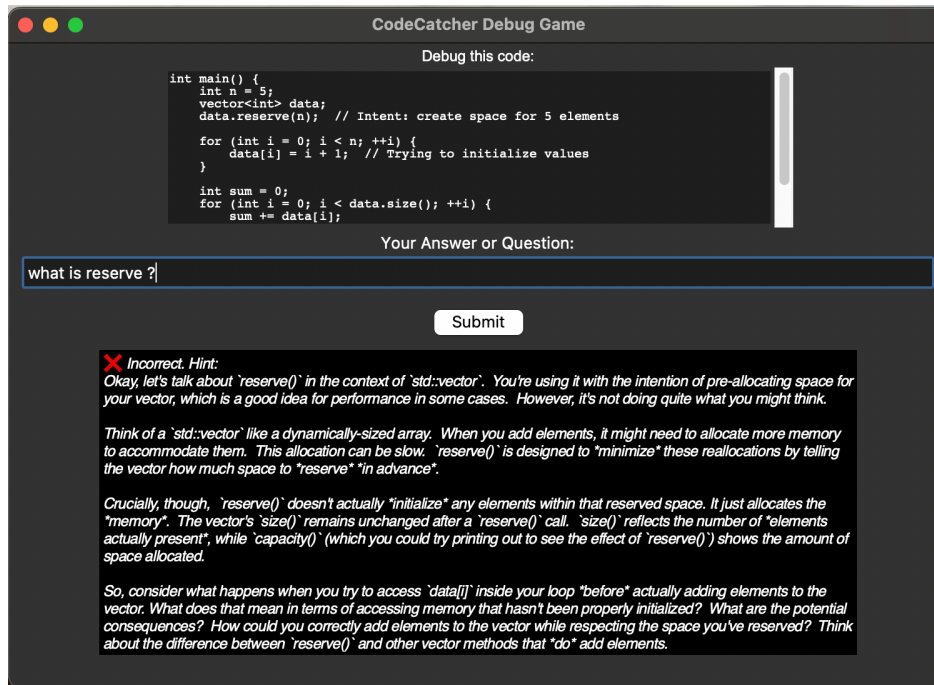 CodeCatcher Debug Game
Debug this code:
int main() {
    int n = 5;
    vector<int> data;
    data.reserve(n);  // Intent: create space for 5 elements
    for (int i = 0; i < n; ++i) {
        data[i] = i + 1;  // Trying to initialize values
    }
    int sum = 0;
    for (int i = 0; i < data.size(); ++i) {
        sum += data[i];
Your Answer or Question:
what is reserve ?
Submit
❌ Incorrect. Hint:
Okay, let's talk about `reserve()` in the context of `std::vector`.  You're using it with the intention of pre-allocating space for
your vector, which is a good idea for performance in some cases.  However, it's not doing quite what you might think.
Think of a `std::vector` like a dynamically-sized array.  When you add elements, it might need to allocate more memory
to accommodate them.  This allocation can be slow.  `reserve()` is designed to *minimize* these reallocations by telling
the vector how much space to *reserve* *in advance*.
Crucially, though,  `reserve()` doesn't actually *initialize* any elements within that reserved space. It just allocates the
*memory*.  The vector's `size()` remains unchanged after a `reserve()` call.  `size()` reflects the number of *elements
actually present*, while `capacity()` (which you could try printing out to see the effect of `reserve()`) shows the amount of
space allocated.
So, consider what happens when you try to access `data[i]` inside your loop *before* actually adding elements to the
vector. What does that mean in terms of accessing memory that hasn't been properly initialized?  What are the potential
consequences?  How could you correctly add elements to the vector while respecting the space you've reserved?  Think
about the difference between `reserve()` and other vector methods that *do* add elements.